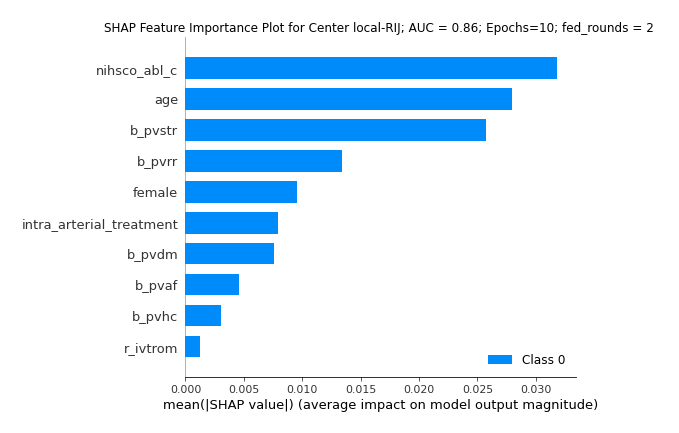 SHAP Feature Importance Plot for Center local-RIJ; AUC = 0.86; Epochs=10; fed_rounds = 2
nihsco_abl_c
age
b_pvstr
b_pvrr
female
intra_arterial_treatment
b_pvdm
b_pvaf
b_pvhc
r_ivtrom
Class 0
0.000 0.005 0.010 0.015 0.020 0.025 0.030
mean(|SHAP value|) (average impact on model output magnitude)